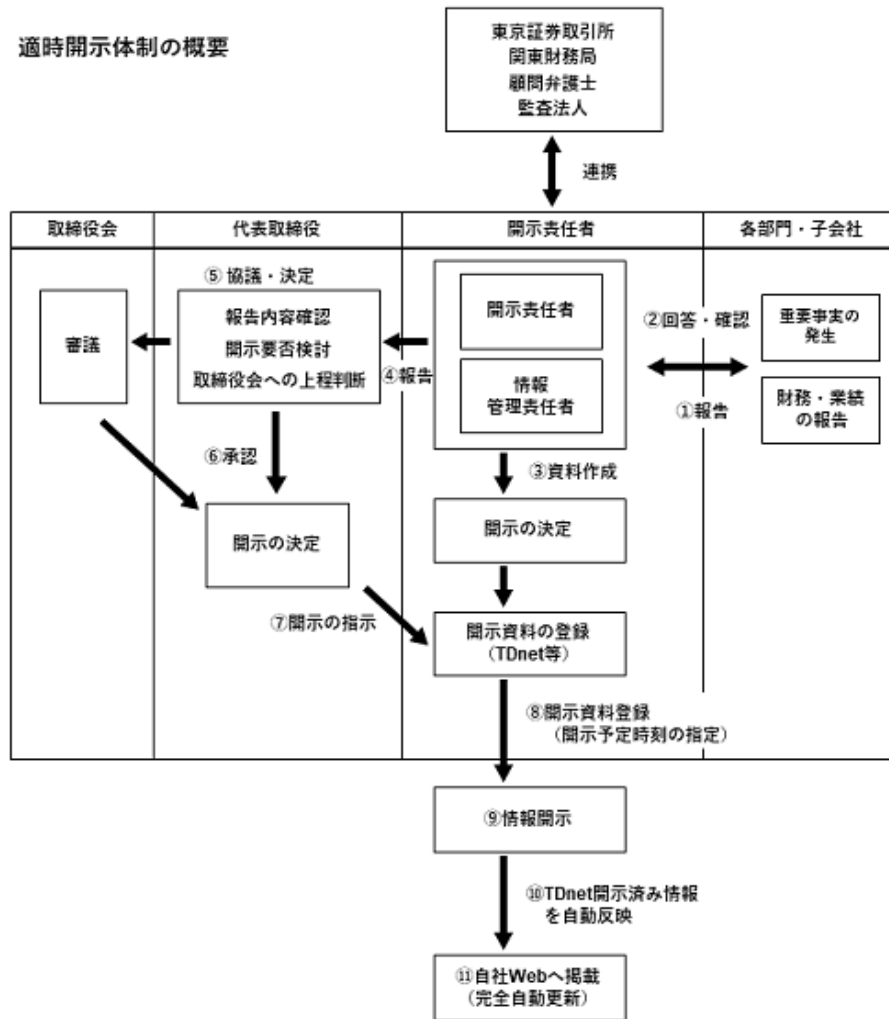 適時開示体制の概要
東京証券取引所
関東財務局
顧問弁護士
監査法人
連携
取締役会
代表取締役
開示責任者
各部門・子会社
⑤協議・決定
審議
報告内容確認
開示要否検討
取締役会への上程判断
④報告
開示責任者
情報
管理責任者
②回答・確認
①報告
重要事実の
発生
財務・業績
の報告
⑥承認
③資料作成
開示の決定
開示の決定
⑦開示の指示
開示資料の登録
（TDnet等）
⑧開示資料登録
（開示予定時刻の指定）
⑨情報開示
⑩TDnet開示済み情報
を自動反映
⑪自社Webへ掲載
（完全自動更新）